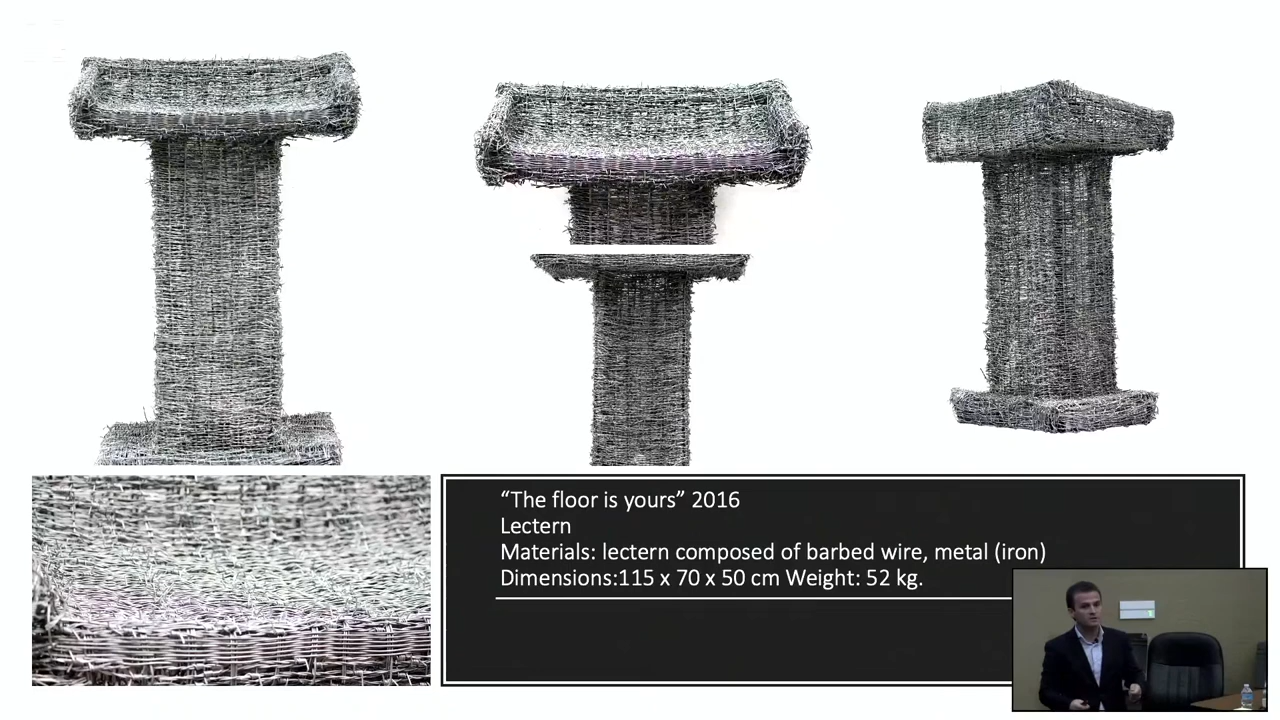 “The floor is yours” 2016
Lectern
Materials: lectern composed of barbed wire, metal (iron)
Dimensions:115 x 70 x 50 cm Weight: 52 kg.